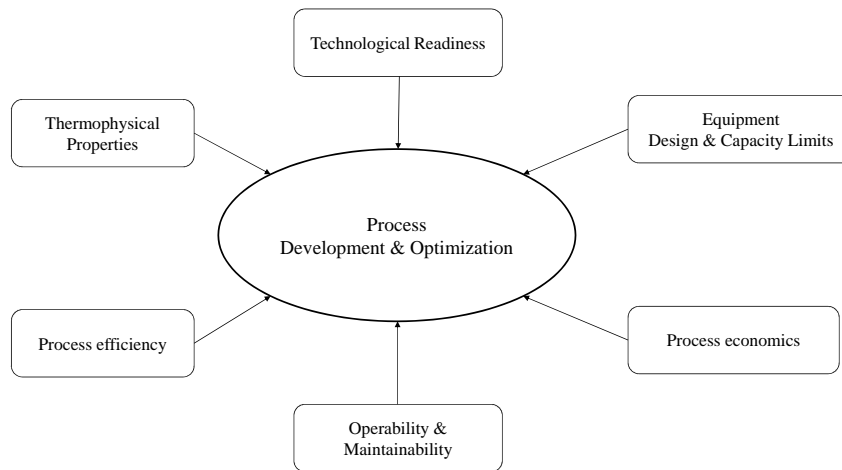 Technological Readiness
Thermophysical
Properties
Equipment
Design & Capacity Limits
Process
Development & Optimization
Process efficiency
Process economics
Operability &
Maintainability